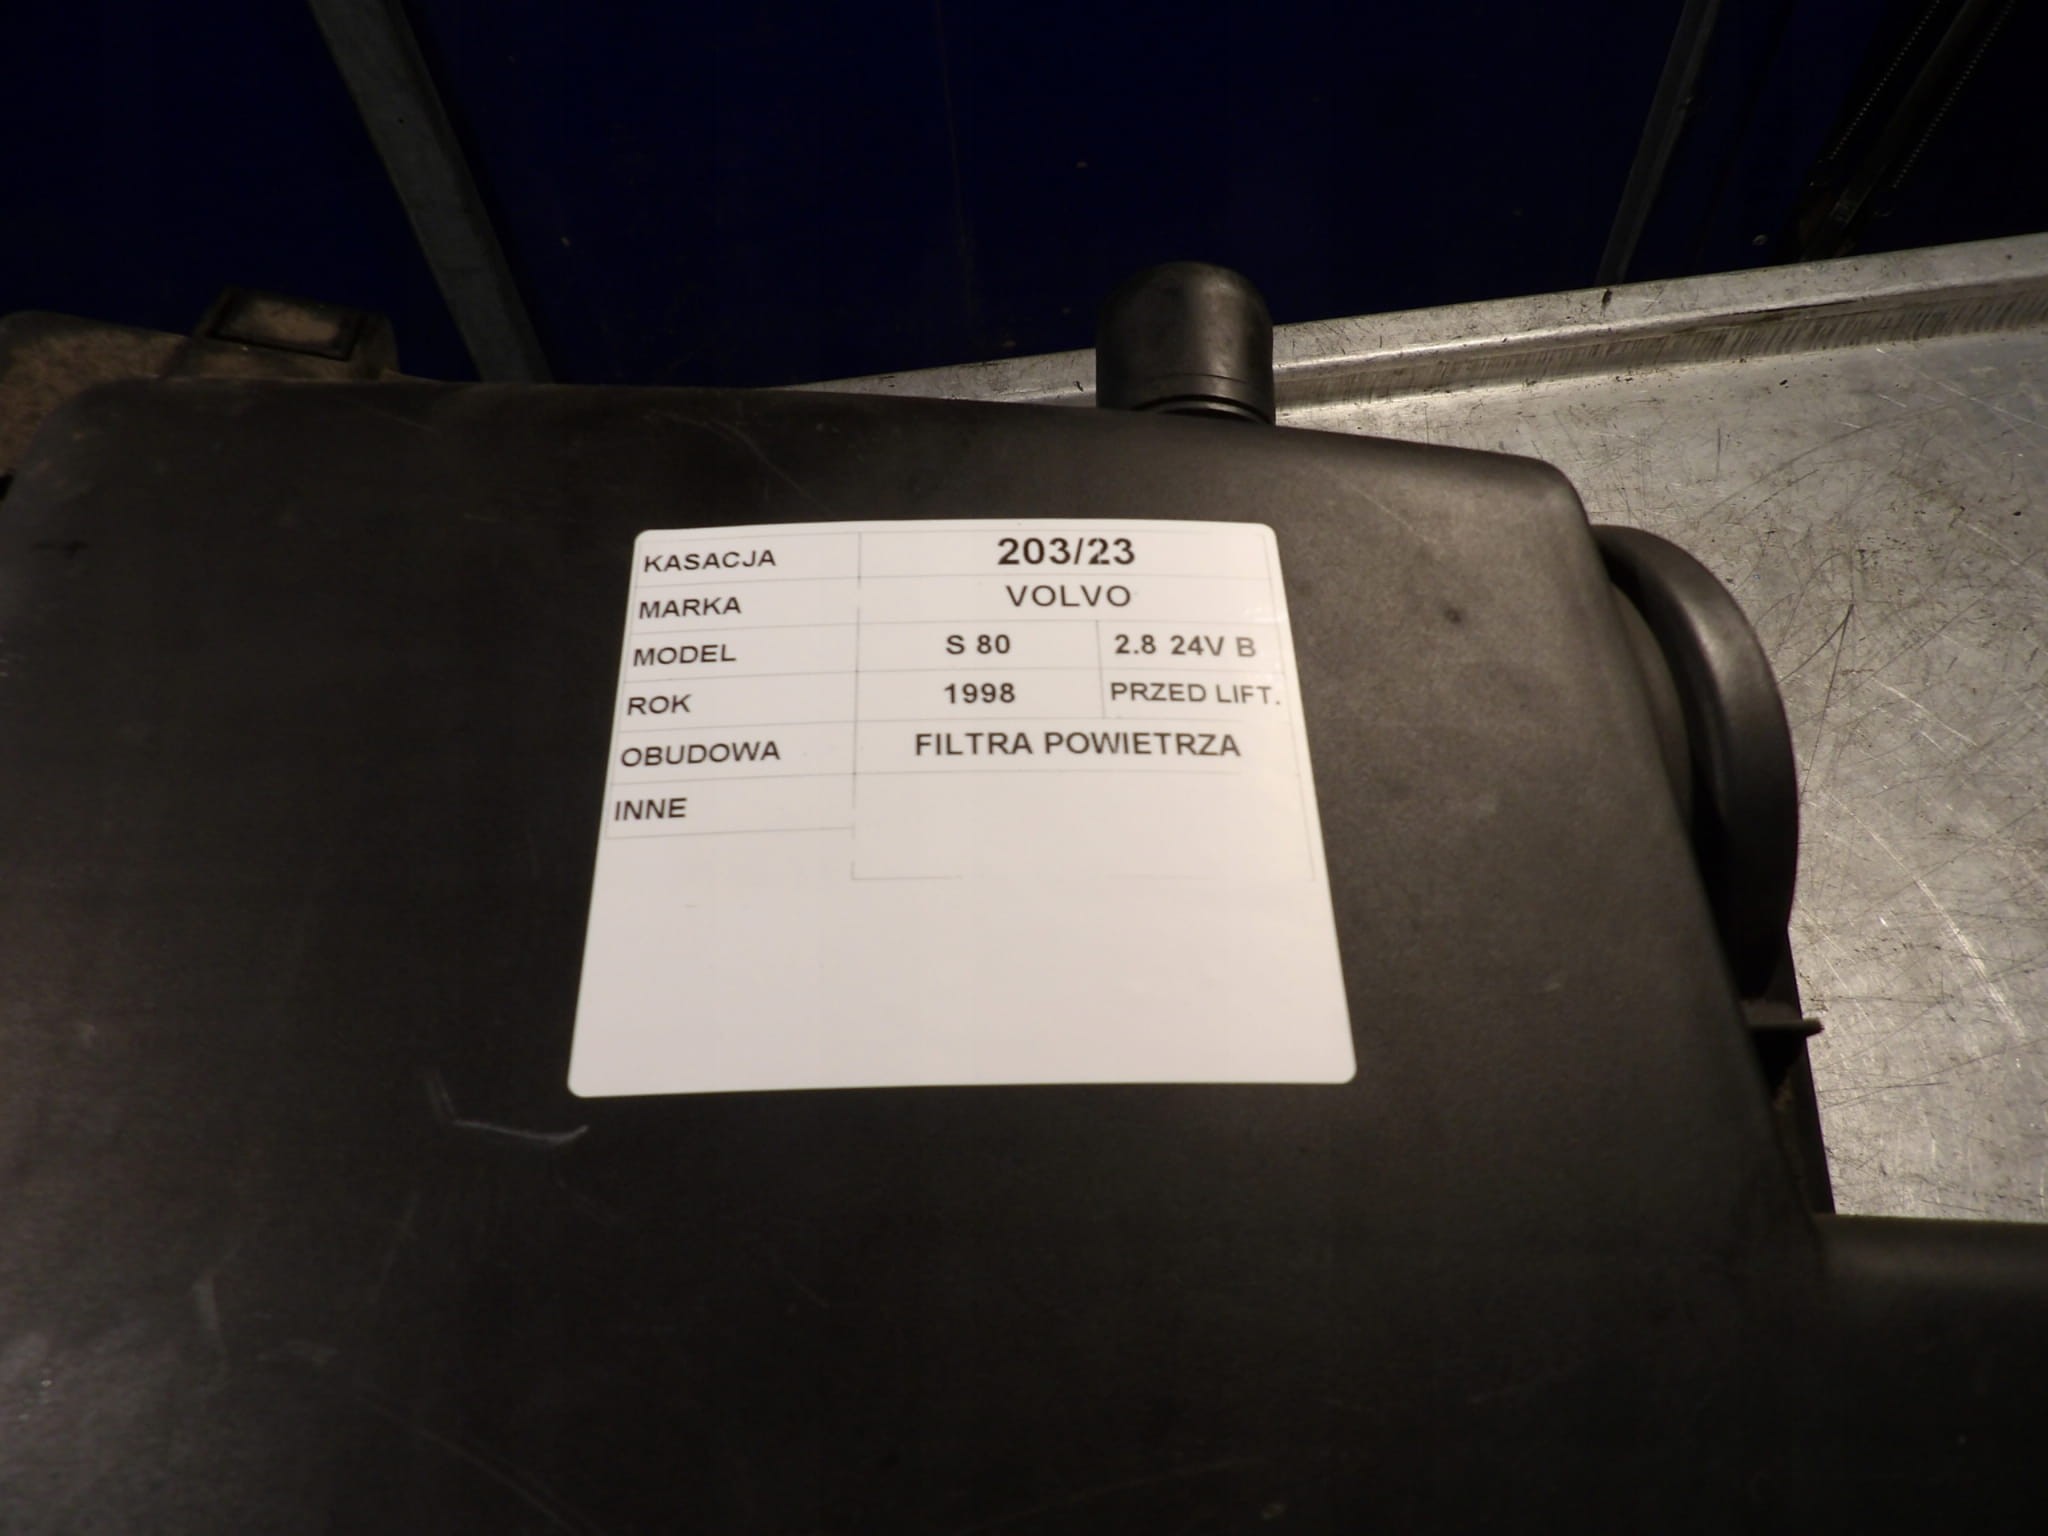 KASACJA 203/23
MARKA VOLVO
MODEL S 80 2.8 24V B
ROK 1998 PRZED LIFT.
OBUDOWA FILTRA POWIETRZA
INNE